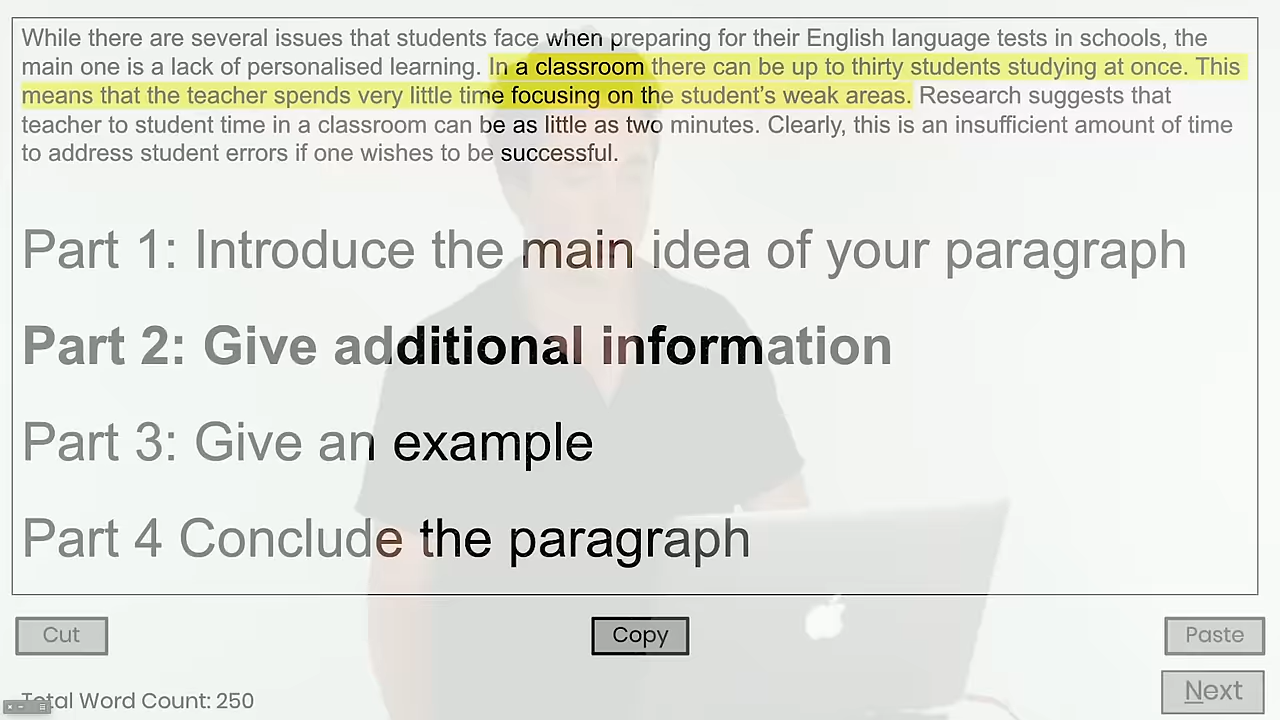 While there are several issues that students face when preparing for their English language tests in schools, the
main one is a lack of personalised learning. In a classroom there can be up to thirty students studying at once. This
means that the teacher spends very little time focusing on the student's weak areas. Research suggests that
teacher to student time in a classroom can be as little as two minutes. Clearly, this is an insufficient amount of time
to address student errors if one wishes to be successful.
Part 1: Introduce the main idea of your paragraph
Part 2: Give additional information
Part 3: Give an example
Part 4 Conclude the paragraph
Cut
Copy
Paste
Total Word Count: 250
Next